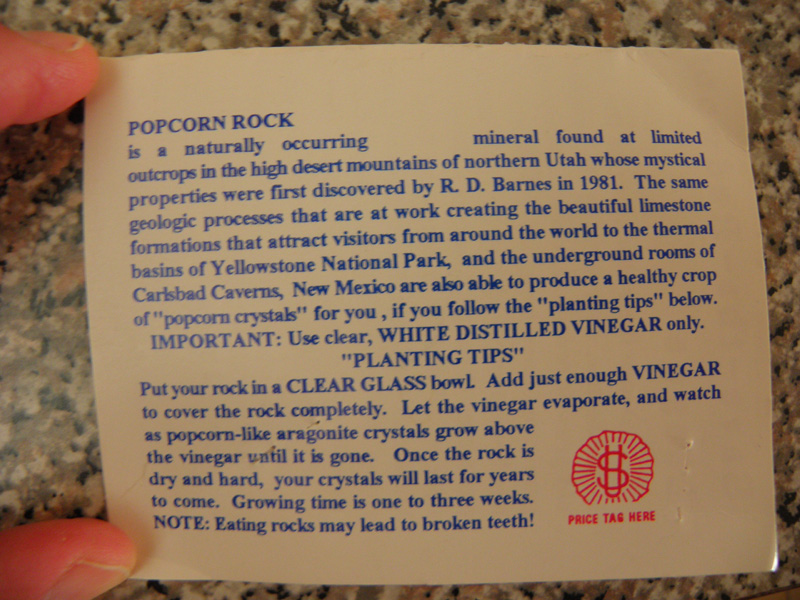 POPCORN ROCK
is a naturally occurring mineral found at limited
outcrops in the high desert mountains of northern Utah whose mystical
properties were first discovered by R. D. Barnes in 1981. The same
geologic processes that are at work creating the beautiful limestone
formations that attract visitors from around the world to the thermal
basins of Yellowstone National Park, and the underground rooms of
Carlsbad Caverns, New Mexico are also able to produce a healthy crop
of "popcorn crystals" for you , if you follow the "planting tips" below.
IMPORTANT: Use clear, WHITE DISTILLED VINEGAR only.
"PLANTING TIPS"
Put your rock in a CLEAR GLASS bowl. Add just enough VINEGAR
to cover the rock completely. Let the vinegar evaporate, and watch
as popcorn-like aragonite crystals grow above
the vinegar until it is gone. Once the rock is
dry and hard, your crystals will last for years
to come. Growing time is one to three weeks.
NOTE: Eating rocks may lead to broken teeth!
$
PRICE TAG HERE